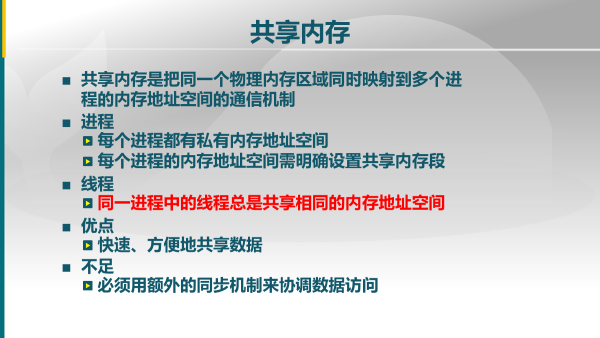 共享内存
共享内存是把同一个物理内存区域同时映射到多个进
程的内存地址空间的通信机制
进程
每个进程都有私有内存地址空间
每个进程的内存地址空间需明确设置共享内存段
线程
同一进程中的线程总是共享相同的内存地址空间
优点
快速、方便地共享数据
不足
必须用额外的同步机制来协调数据访问